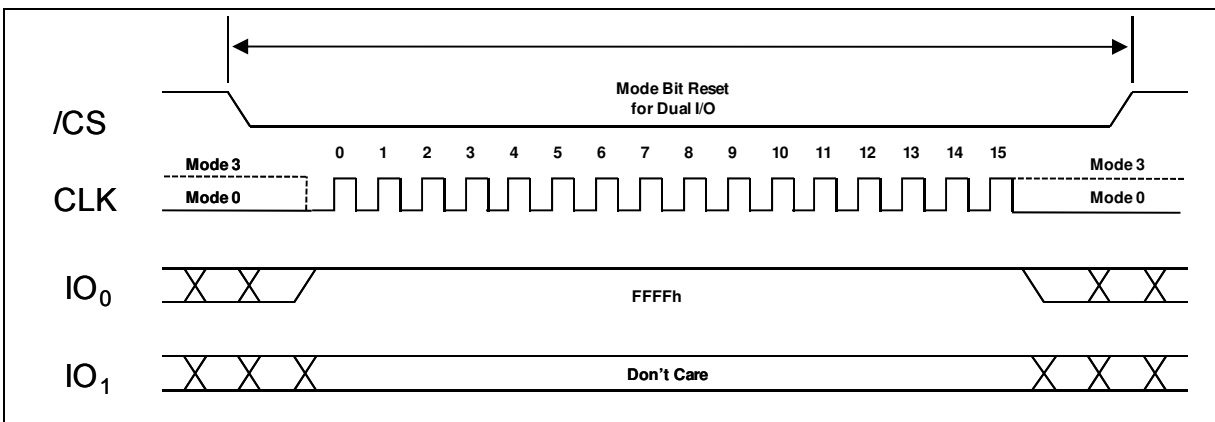 Mode Bit Reset
for Dual I/O
/CS
0 1 2 3 4 5 6 7 8 9 10 11 12 13 14 15
Mode 3 Mode 3
CLK Mode 0 Mode 0
IO0 FFFFh
IO1 Don't Care